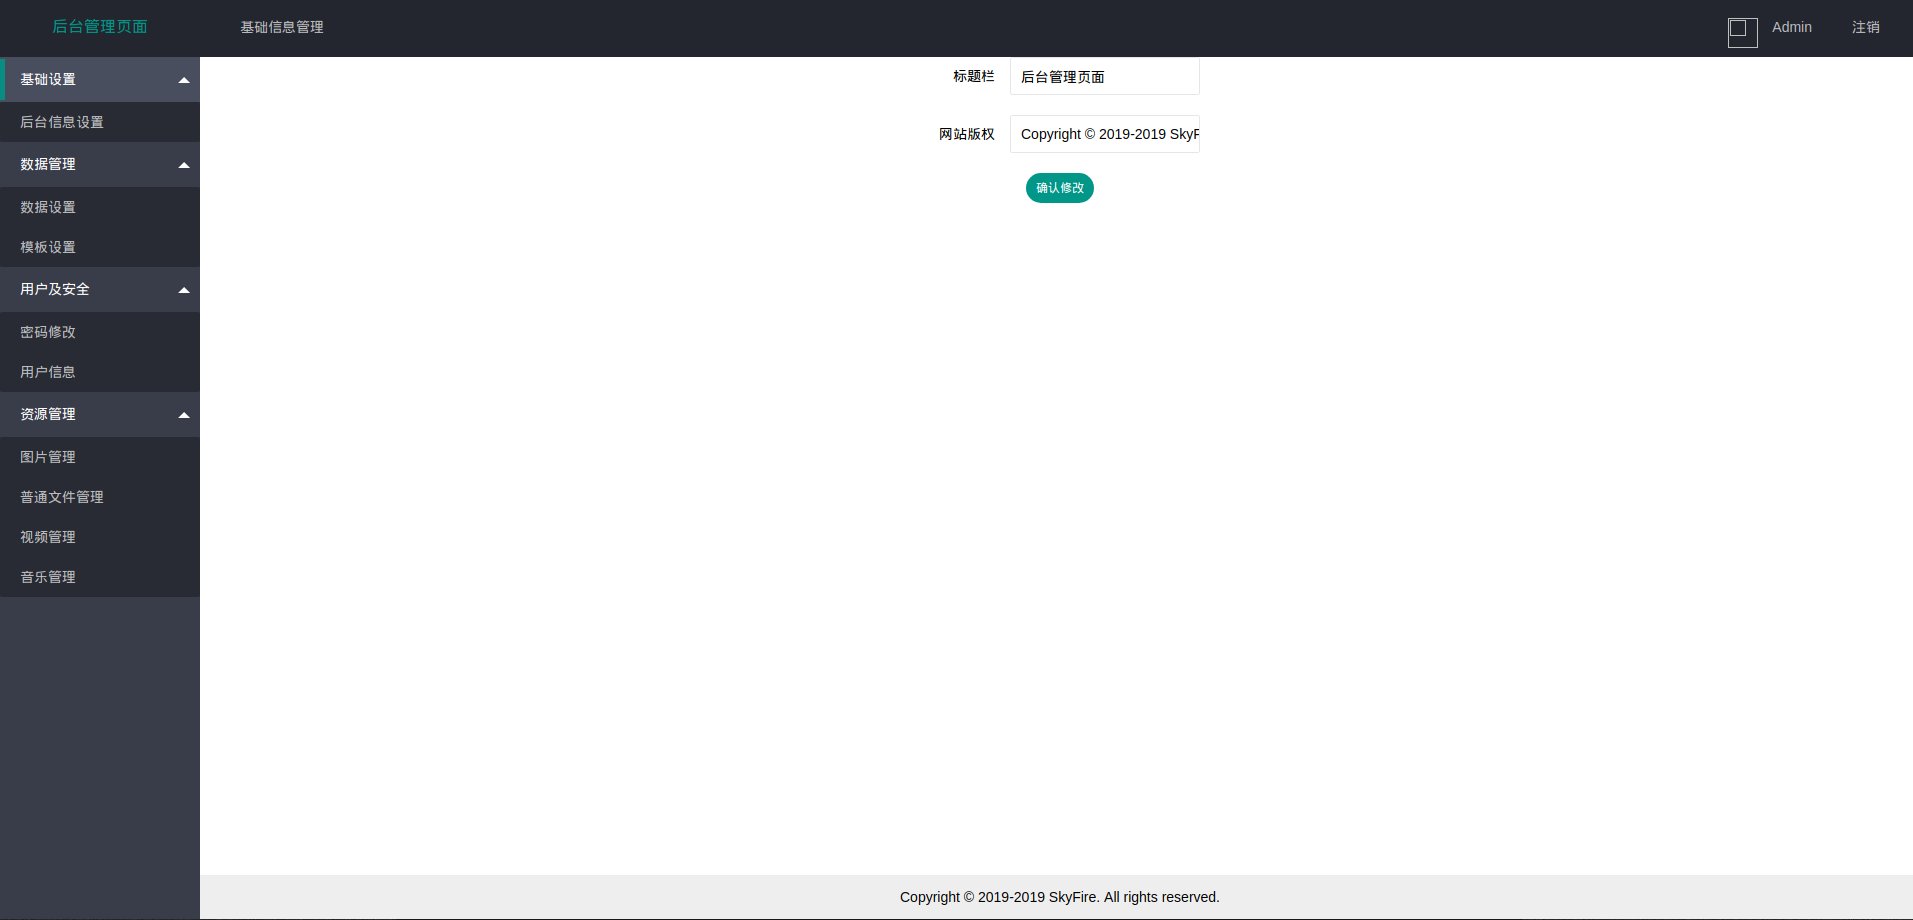 后台管理页面
基础信息管理
Admin
注销
基础设置
后台信息设置
数据管理
数据设置
模板设置
用户及安全
密码修改
用户信息
资源管理
图片管理
普通文件管理
视频管理
音乐管理
标题栏
后台管理页面
网站版权
Copyright © 2019-2019 SkyF
确认修改
Copyright © 2019-2019 SkyFire. All rights reserved.